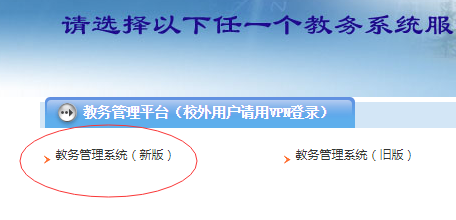 请选择以下任一个教务系统服
教务管理平台（校外用户请用VPN登录）
教务管理系统（新版）
教务管理系统（旧版）